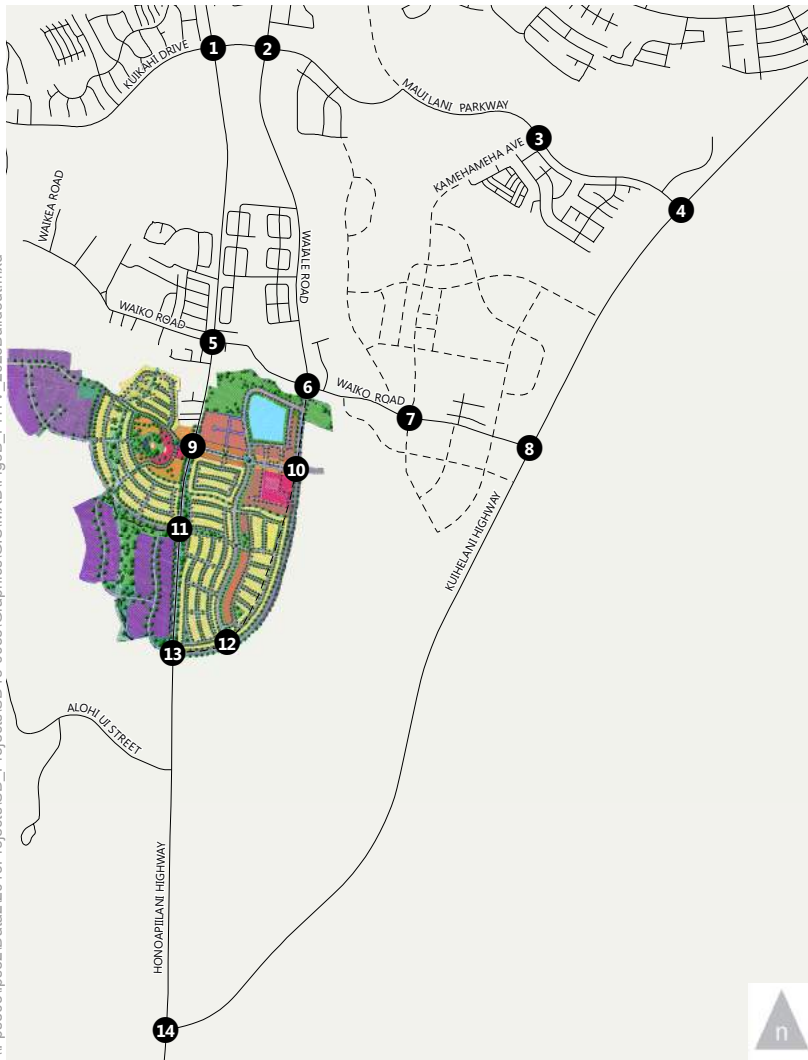 1
2
KUIKAHI DRIVE
MAUI LANI PARKWAY
3
KAMEHAMEHA AVE
4
WAIKEA ROAD
WAIALE ROAD
WAIKO ROAD
5
6
WAIKO ROAD
7
8
9
10
11
KUIHELANI HIGHWAY
12
13
ALOHI UI STREET
HONOAPIILANI HIGHWAY
14
n